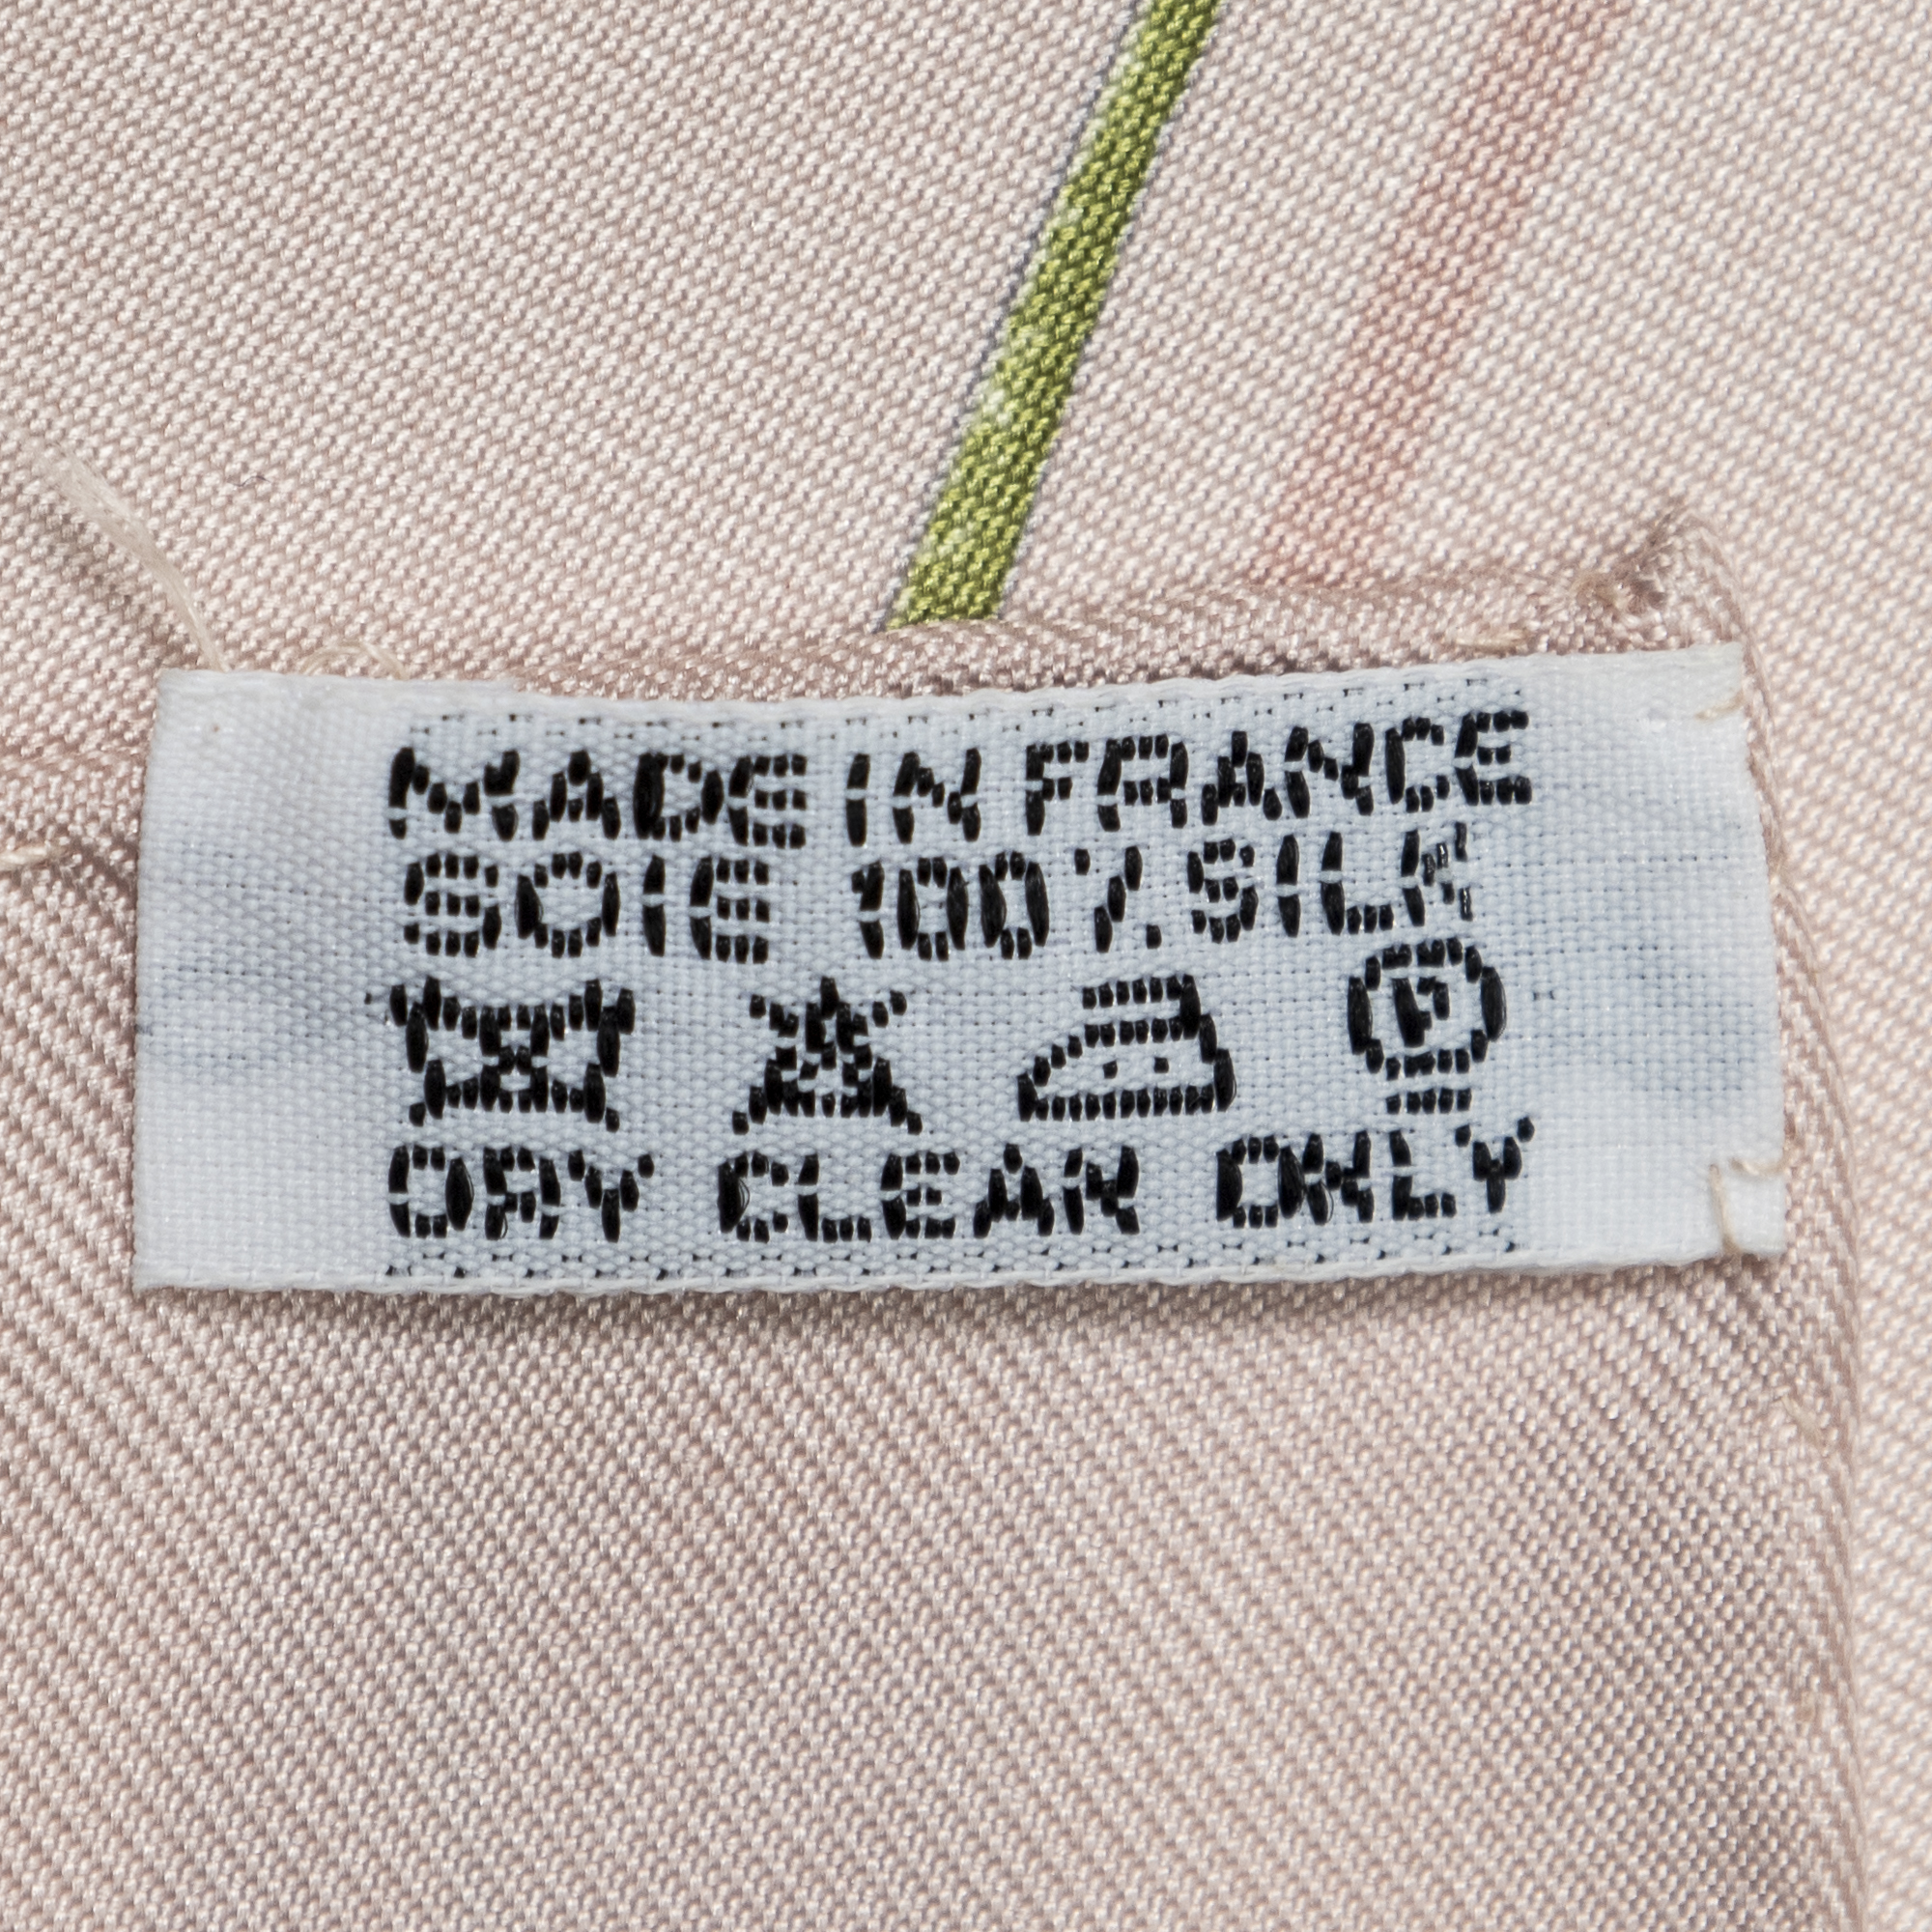 MADE IN FRANCE
SOIE 100% SILK
P
DRY CLEAN ONLY